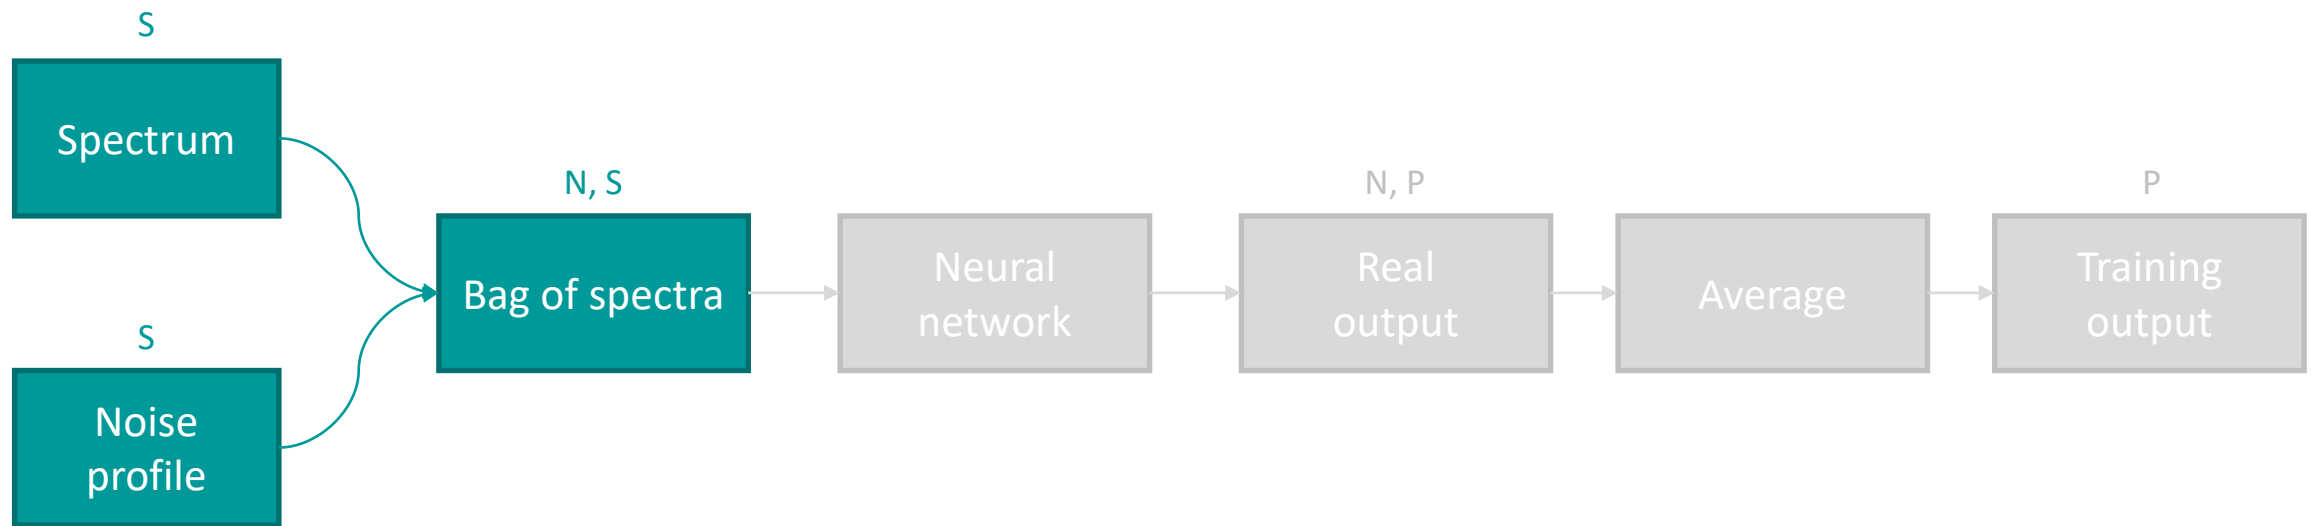 S
Spectrum
S
Noise
profile
N, S
Bag of spectra
Neural
network
N, P
Real
output
Average
P
Training
output